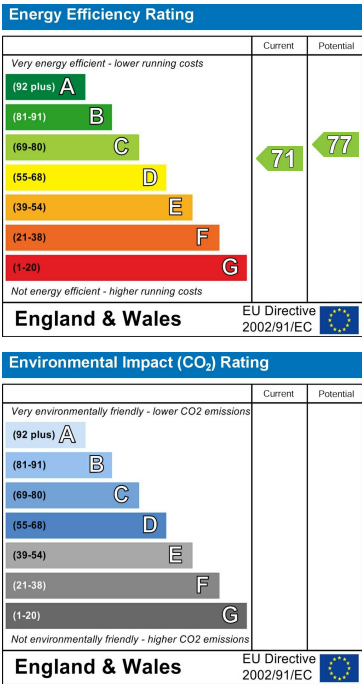 Energy Efficiency Rating
Current Potential
Very energy efficient - lower running costs
(92 plus) A
(81-91) B
(69-80) C
(55-68) D
(39-54) E
(21-38) F
(1-20) G
71
77
Not energy efficient - higher running costs
England & Wales
EU Directive
2002/91/EC
Environmental Impact (CO₂) Rating
Current Potential
Very environmentally friendly - lower CO2 emissions
(92 plus) A
(81-91) B
(69-80) C
(55-68) D
(39-54) E
(21-38) F
(1-20) G
Not environmentally friendly - higher CO2 emissions
England & Wales
EU Directive
2002/91/EC